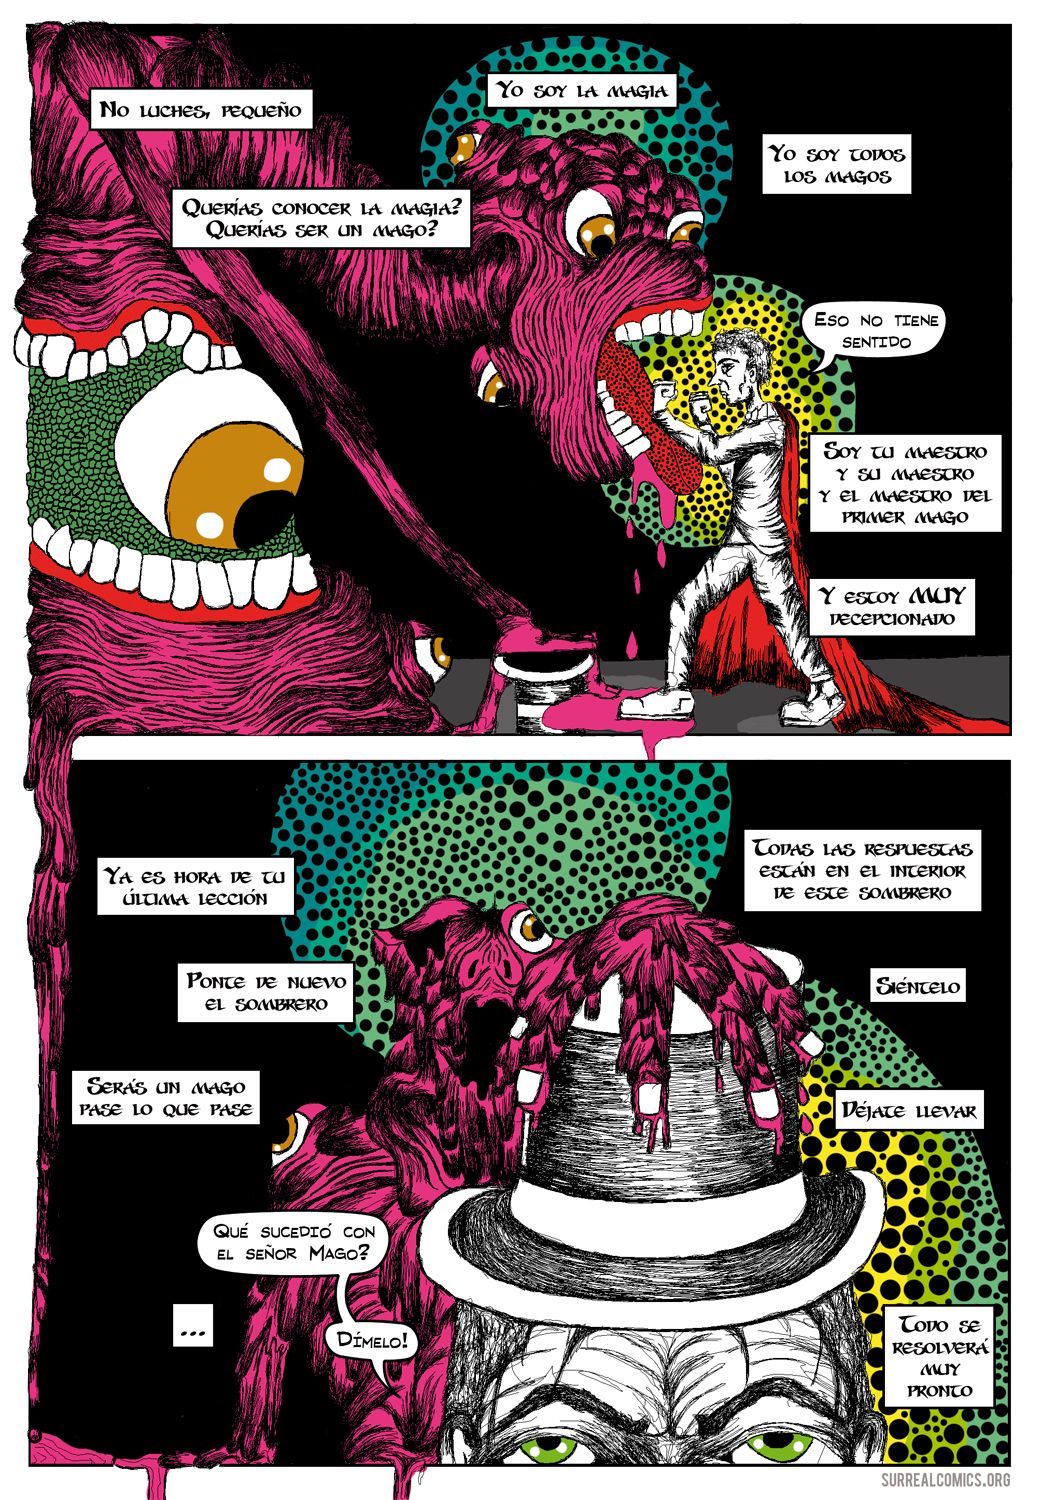 No luches, pequeño
Yo soy la magia
Yo soy todos
los magos
Querías conocer la magia?
Querías ser un mago?
Eso no tiene
sentido
Soy tu maestro
y su maestro
y el maestro del
primer mago
Y estoy MUY
decepcionado
Ya es hora de tu
última lección
Todas las respuestas
están en el interior
de este sombrero
Ponte de nuevo
el sombrero
Siéntelo
Serás un mago
pase lo que pase
Déjate llevar
Qué sucedió con
el señor Mago?
Dímelo!
...
Todo se
resolverá
muy
pronto
SURREALCOMICS.ORG